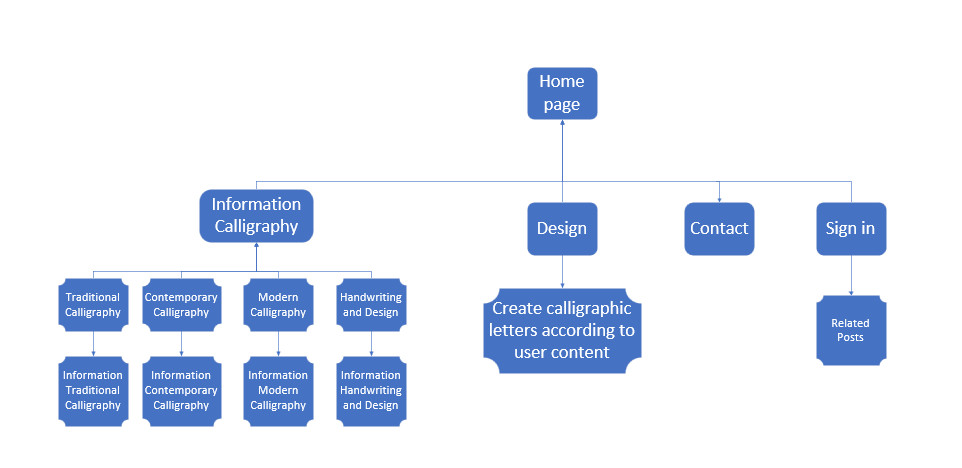 Home
page
Information
Calligraphy
Design
Contact
Sign in
Traditional
Calligraphy
Contemporary
Calligraphy
Modern
Calligraphy
Handwriting
and Design
Create calligraphic
letters according to
user content
Related
Posts
Information
Traditional
Calligraphy
Information
Contemporary
Calligraphy
Information
Modern
Calligraphy
Information
Handwriting
and Design